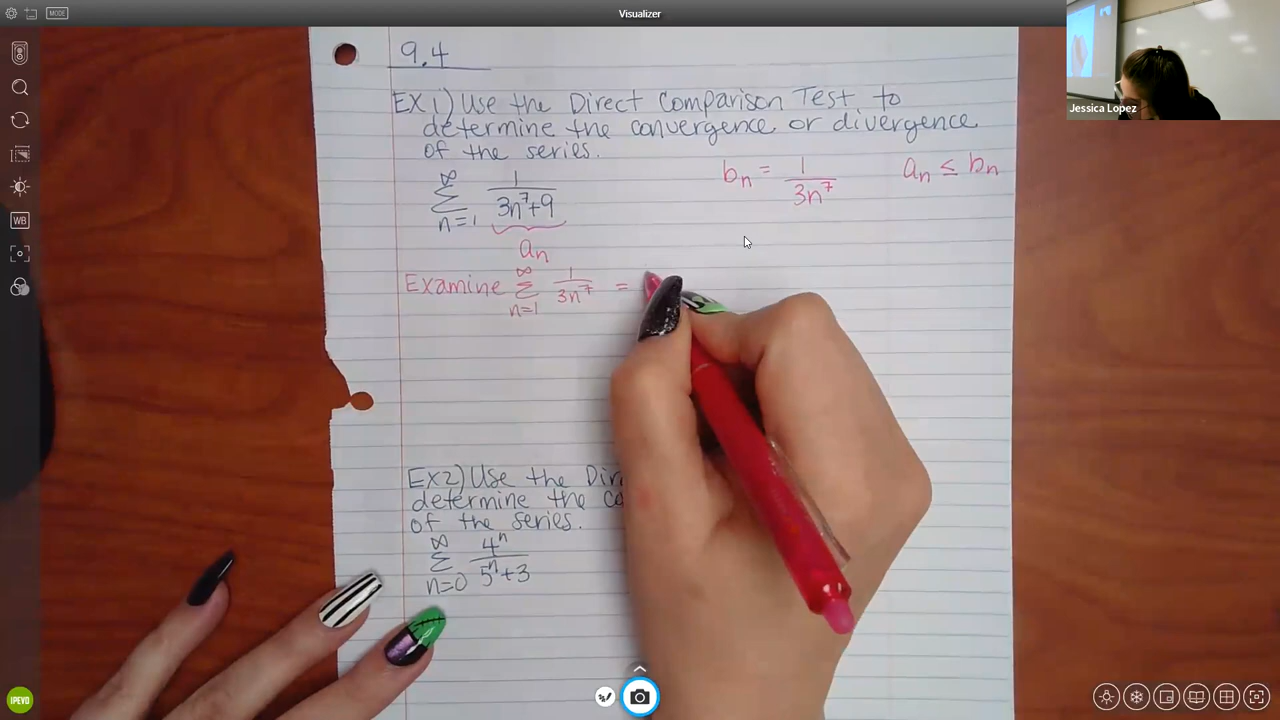 MODE
Visualizer
Jessica Lopez
WB
9.4
EX 1) Use the Direct Comparison Test to
determine the convergence or divergence
of the series.
∞
Σ 1/(3n⁷+9)
n=1
aₙ
bₙ = 1/(3n⁷)
aₙ ≤ bₙ
Examine ∞Σn=1 1/(3n⁷) =
EX2) Use the Dir
determine the co
of the series.
∞
Σ 4ⁿ/(5ⁿ+3)
n=0
IPEVO